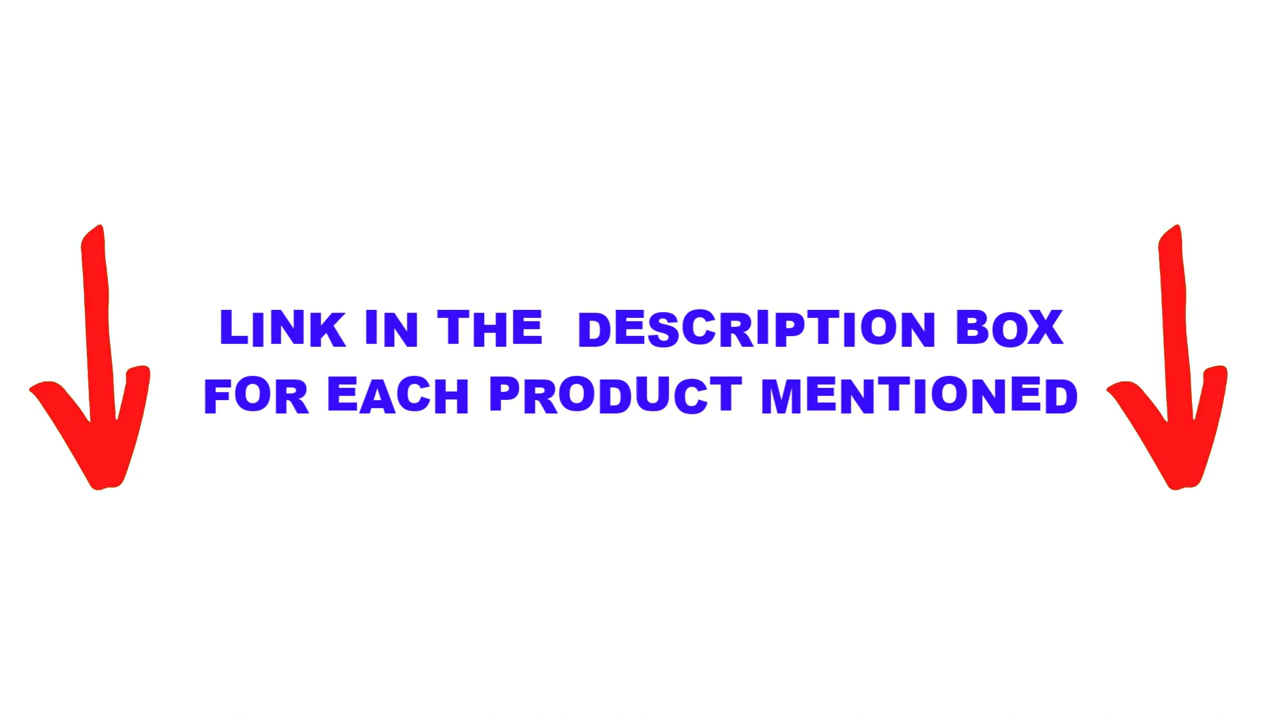 LINK IN THE DESCRIPTION BOX
FOR EACH PRODUCT MENTIONED